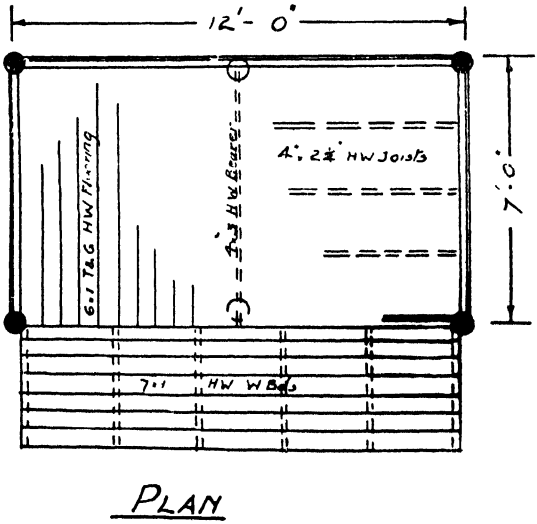 12'- 0"
6×1 T&G HW Flooring
4×3 HW Bearer
4"× 2½" HW Joists
7'. 0"
7×1 HW W Bds
PLAN